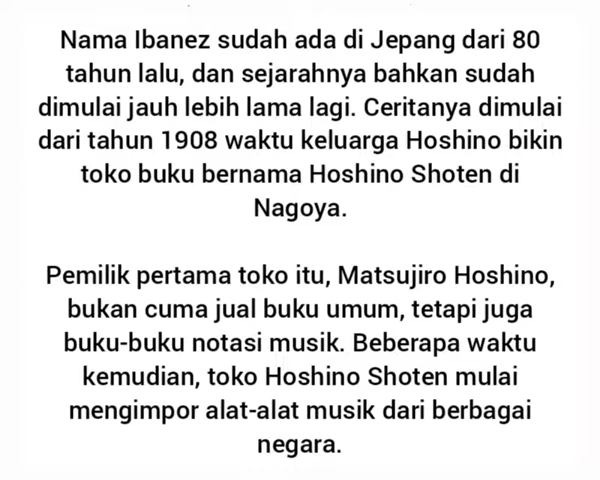 Nama Ibanez sudah ada di Jepang dari 80
tahun lalu, dan sejarahnya bahkan sudah
dimulai jauh lebih lama lagi. Ceritanya dimulai
dari tahun 1908 waktu keluarga Hoshino bikin
toko buku bernama Hoshino Shoten di
Nagoya.
Pemilik pertama toko itu, Matsujiro Hoshino,
bukan cuma jual buku umum, tetapi juga
buku-buku notasi musik. Beberapa waktu
kemudian, toko Hoshino Shoten mulai
mengimpor alat-alat musik dari berbagai
negara.